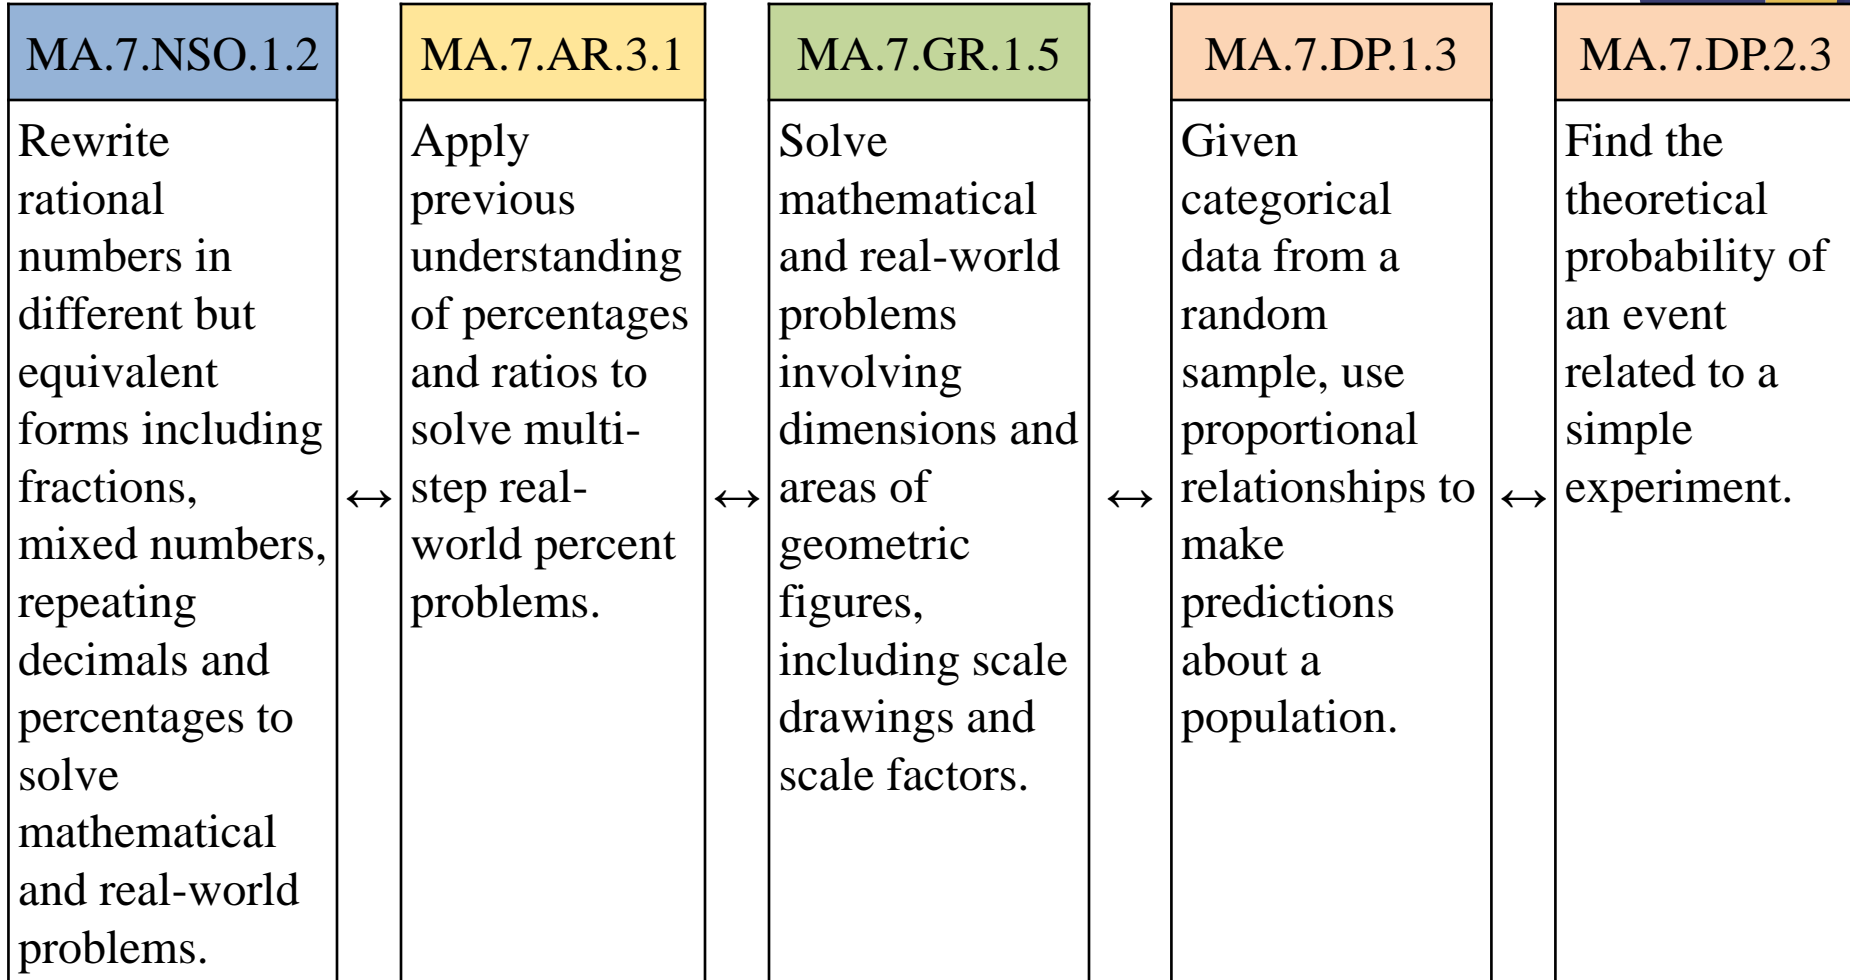 MA.7.NSO.1.2
Rewrite
rational
numbers in
different but
equivalent
forms including
fractions,
mixed numbers,
repeating
decimals and
percentages to
solve
mathematical
and real-world
problems.
↔
MA.7.AR.3.1
Apply
previous
understanding
of percentages
and ratios to
solve multi-
step real-
world percent
problems.
↔
MA.7.GR.1.5
Solve
mathematical
and real-world
problems
involving
dimensions and
areas of
geometric
figures,
including scale
drawings and
scale factors.
↔
MA.7.DP.1.3
Given
categorical
data from a
random
sample, use
proportional
relationships to
make
predictions
about a
population.
↔
MA.7.DP.2.3
Find the
theoretical
probability of
an event
related to a
simple
experiment.